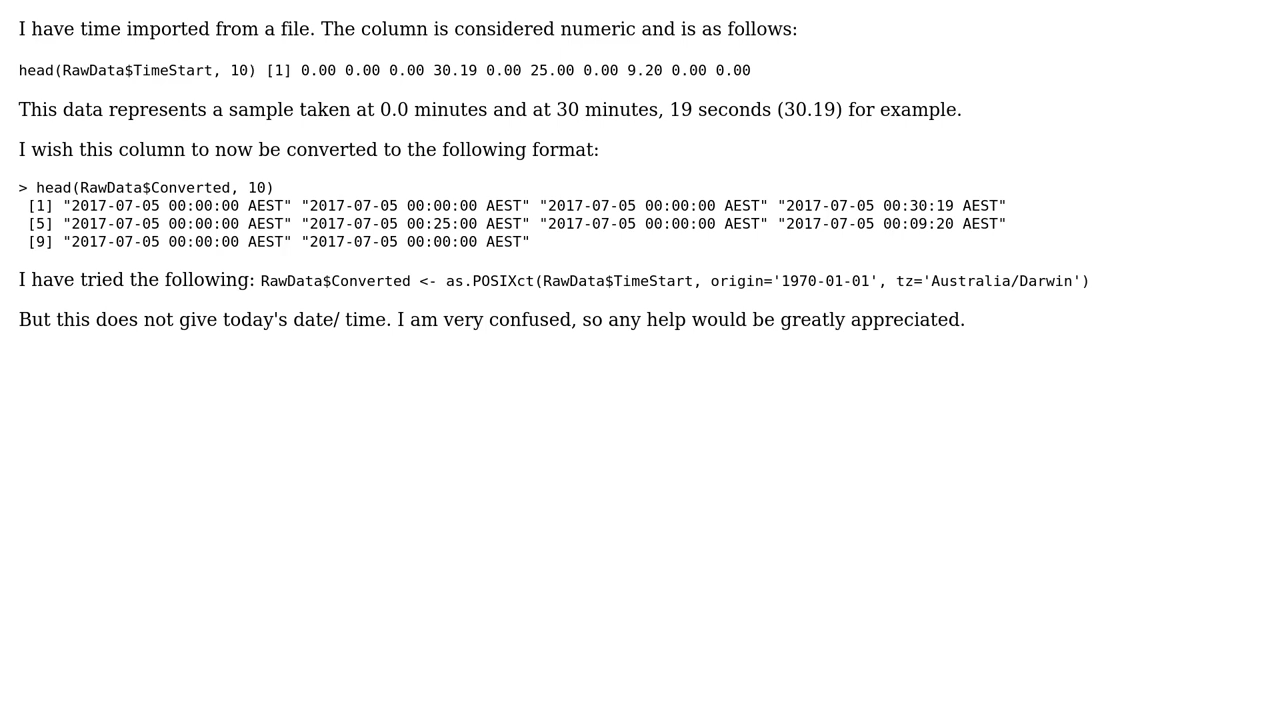 I have time imported from a file. The column is considered numeric and is as follows:
head(RawData$TimeStart, 10) [1] 0.00 0.00 0.00 30.19 0.00 25.00 0.00 9.20 0.00 0.00
This data represents a sample taken at 0.0 minutes and at 30 minutes, 19 seconds (30.19) for example.
I wish this column to now be converted to the following format:
> head(RawData$Converted, 10)
 [1] "2017-07-05 00:00:00 AEST" "2017-07-05 00:00:00 AEST" "2017-07-05 00:00:00 AEST" "2017-07-05 00:30:19 AEST"
 [5] "2017-07-05 00:00:00 AEST" "2017-07-05 00:25:00 AEST" "2017-07-05 00:00:00 AEST" "2017-07-05 00:09:20 AEST"
 [9] "2017-07-05 00:00:00 AEST" "2017-07-05 00:00:00 AEST"
I have tried the following: RawData$Converted <- as.POSIXct(RawData$TimeStart, origin='1970-01-01', tz='Australia/Darwin')
But this does not give today's date/ time. I am very confused, so any help would be greatly appreciated.